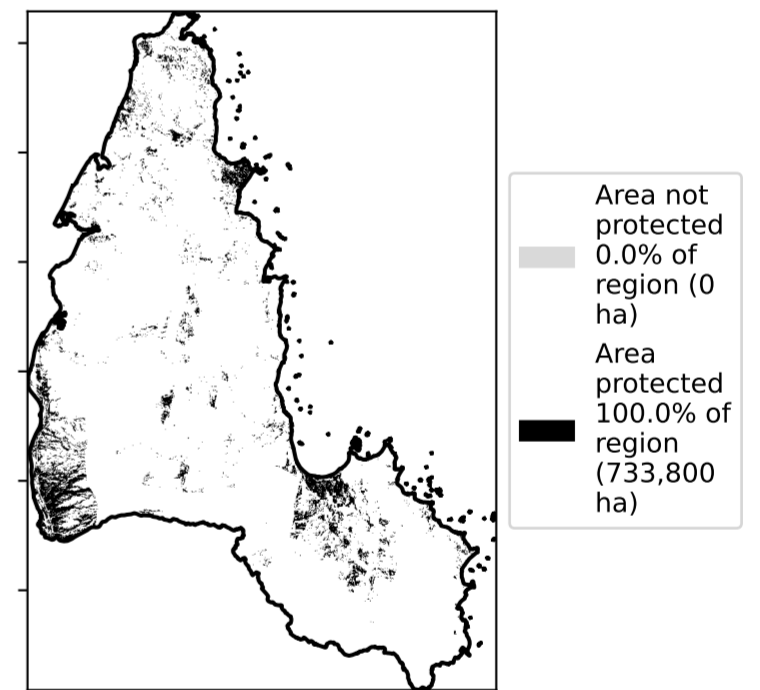 Area not
protected
0.0% of
region (0
ha)
Area
protected
100.0% of
region
(733,800
ha)